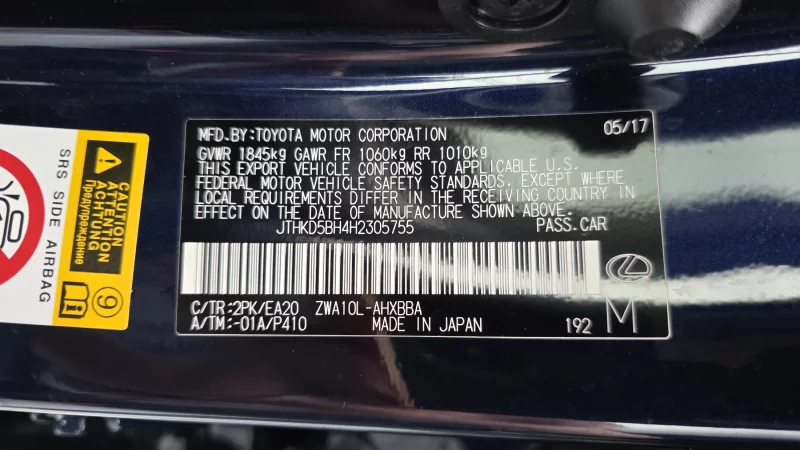 MFD.BY:TOYOTA MOTOR CORPORATION 05/17
GVWR 1845kg GAWR FR 1060kg RR 1010kg
THIS EXPORT VEHICLE CONFORMS TO APPLICABLE U.S.
FEDERAL MOTOR VEHICLE SAFETY STANDARDS, EXCEPT WHERE
LOCAL REQUIREMENTS DIFFER IN THE RECEIVING COUNTRY IN
EFFECT ON THE DATE OF MANUFACTURE SHOWN ABOVE.
JTHKD5BH4H2305755 PASS.CAR
C/TR:2PK/EA20 ZWA10L-AHXBBA
A/TM:-01A/P410 MADE IN JAPAN 192 M
SRS SIDE AIRBAG
CAUTION
ATTENTION
ACHTUNG
Предупреждение
9